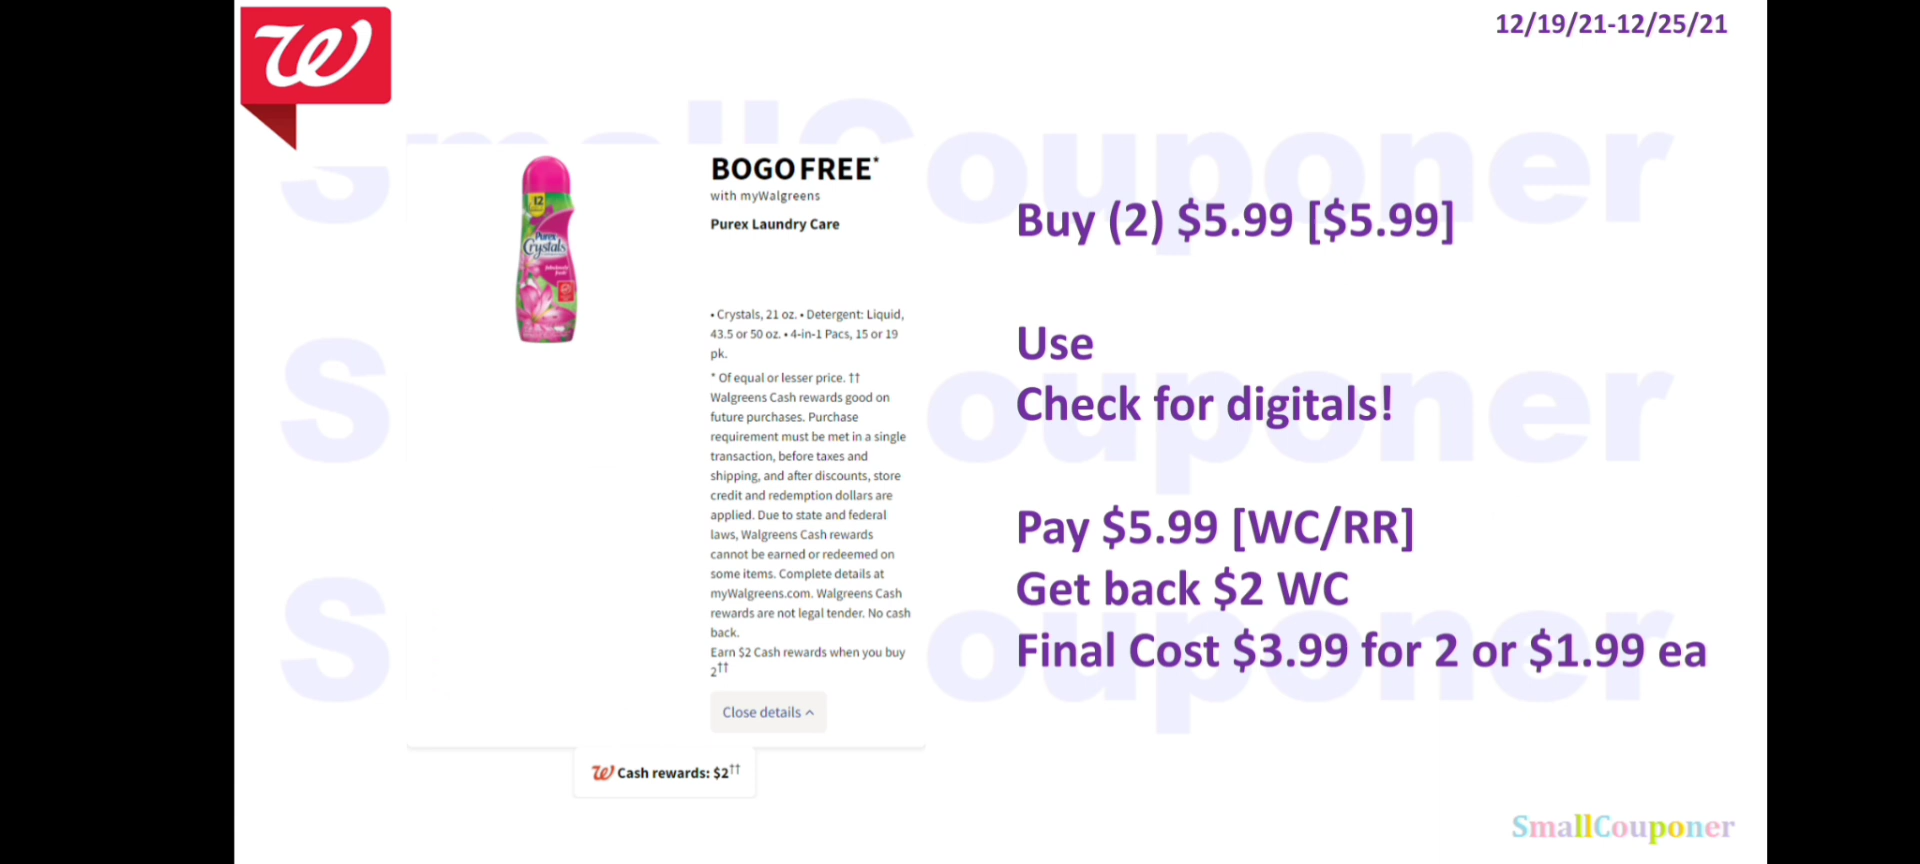 12/19/21-12/25/21
BOGO FREE*
with myWalgreens
Purex Laundry Care
• Crystals, 21 oz. • Detergent: Liquid,
43.5 or 50 oz. • 4-in-1 Pacs, 15 or 19
pk.
* Of equal or lesser price. ††
Walgreens Cash rewards good on
future purchases. Purchase
requirement must be met in a single
transaction, before taxes and
shipping, and after discounts, store
credit and redemption dollars are
applied. Due to state and federal
laws, Walgreens Cash rewards
cannot be earned or redeemed on
some items. Complete details at
myWalgreens.com. Walgreens Cash
rewards are not legal tender. No cash
back.
Earn $2 Cash rewards when you buy
2††
Close details
W Cash rewards: $2††
12
Purex
Crystals
Buy (2) $5.99 [$5.99]
Use
Check for digitals!
Pay $5.99 [WC/RR]
Get back $2 WC
Final Cost $3.99 for 2 or $1.99 ea
SmallCouponer